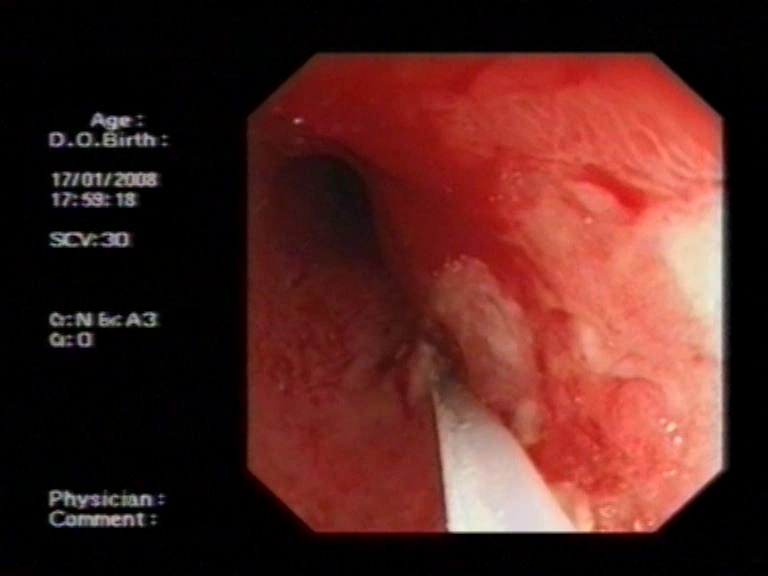 Age:
D.O.Birth:
17/01/2008
17:59:18
SCV:30
Physician:
Comment: